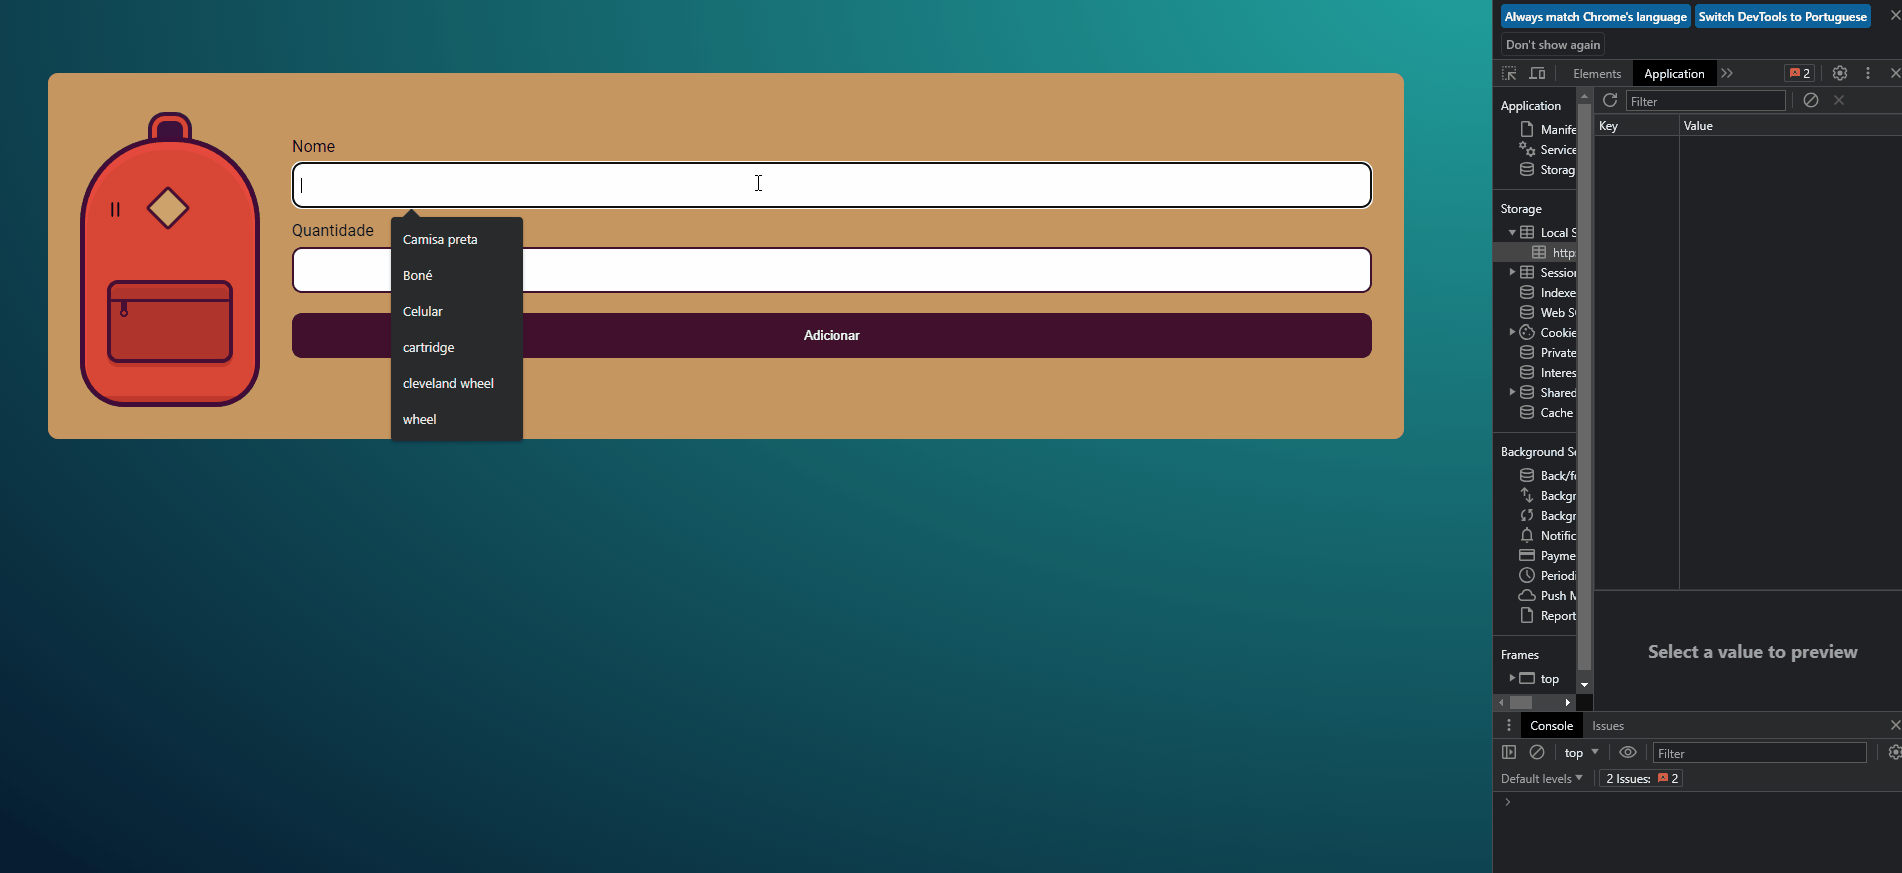 Nome
Quantidade
Camisa preta
Boné
Celular
cartridge
cleveland wheel
wheel
Adicionar
Always match Chrome's language
Switch DevTools to Portuguese
Don't show again
Elements
Application
2
Filter
Key
Value
Application
Manife
Service
Storag
Storage
Local S
http:
Session
Indexe
Web S
Cookie
Private
Interes
Shared
Cache
Background Se
Back/fo
Backgr
Backgr
Notific
Payme
Periodi
Push M
Report
Frames
top
Select a value to preview
Console
Issues
top
Filter
Default levels
2 Issues:
2